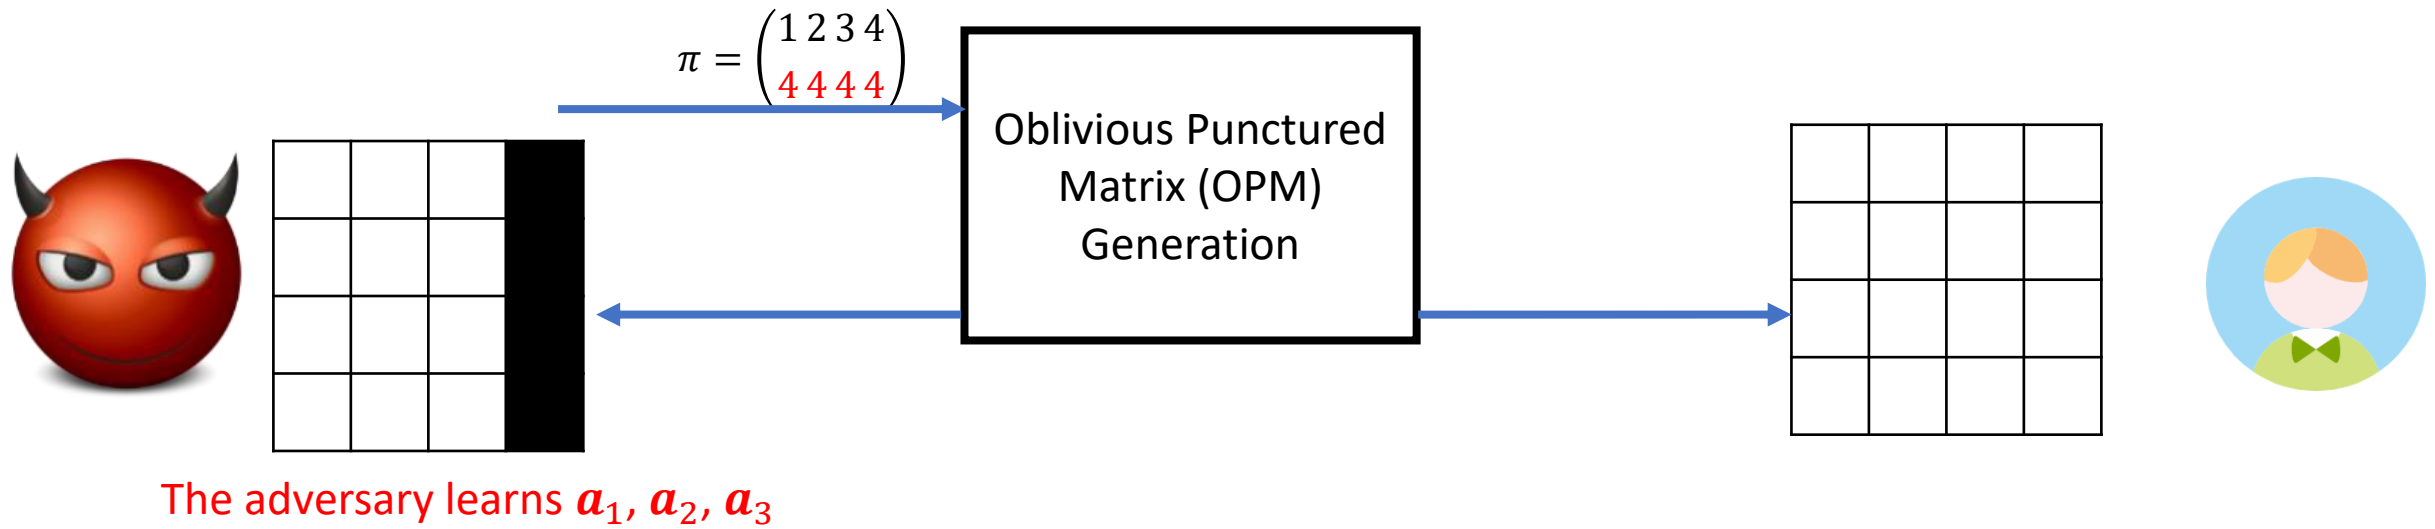 π = (1 2 3 4
4 4 4 4)
Oblivious Punctured
Matrix (OPM)
Generation
The adversary learns 𝒂₁, 𝒂₂, 𝒂₃